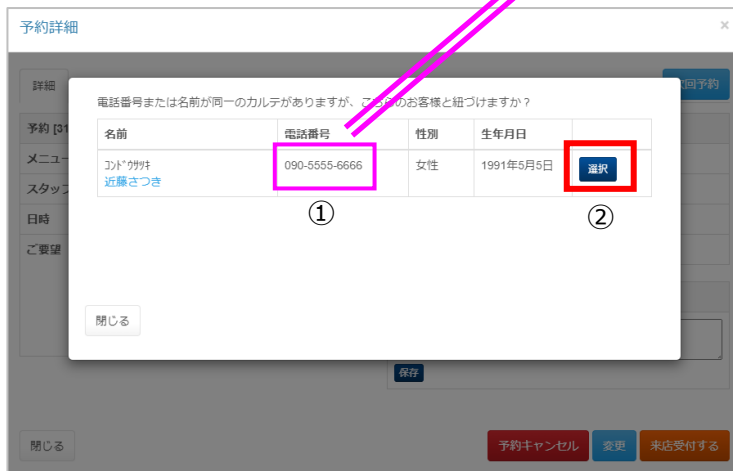 予約詳細
×
詳細
回予約
電話番号または名前が同一のカルテがありますが、こちらのお客様と紐づけますか？
予約 [31
名前 電話番号 性別 生年月日
メニュー
ｺﾝﾄﾞｳｻﾂｷ 090-5555-6666 女性 1991年5月5日 選択
近藤さつき
スタッフ
日時
① ②
ご要望
閉じる
保存
閉じる 予約キャンセル 変更 来店受付する